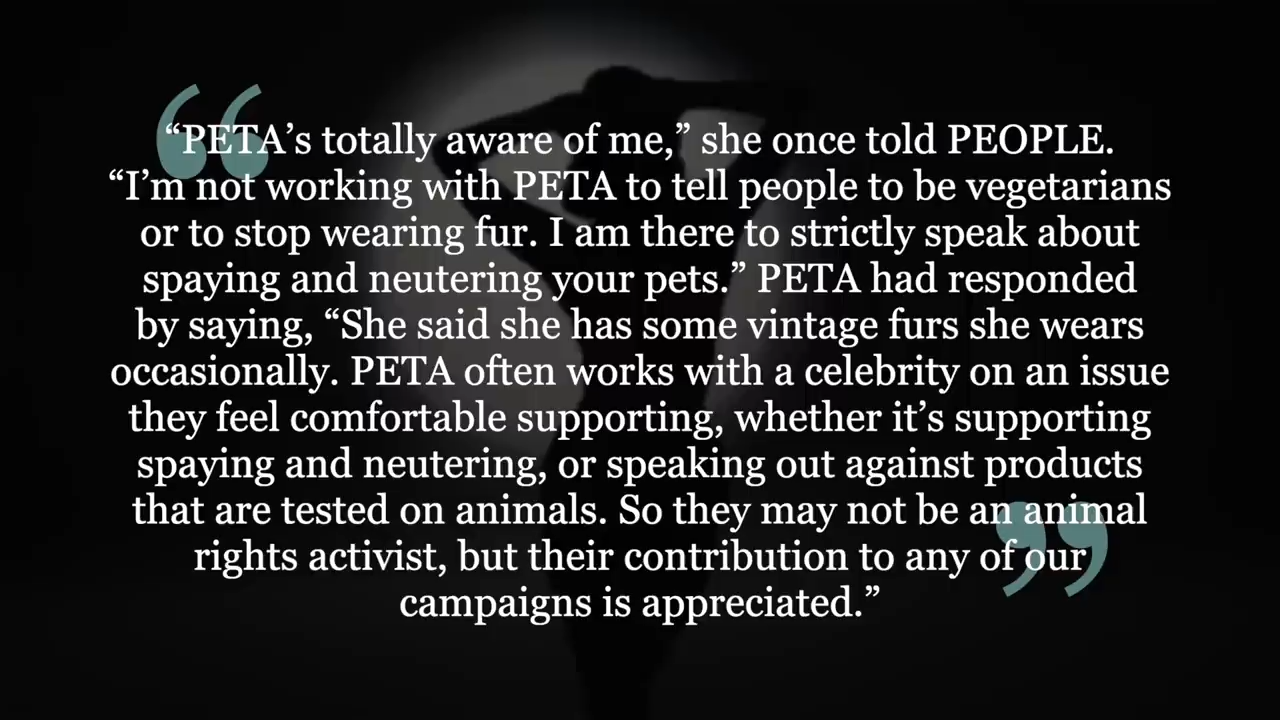 “PETA’s totally aware of me,” she once told PEOPLE.
“I’m not working with PETA to tell people to be vegetarians
or to stop wearing fur. I am there to strictly speak about
spaying and neutering your pets.” PETA had responded
by saying, “She said she has some vintage furs she wears
occasionally. PETA often works with a celebrity on an issue
they feel comfortable supporting, whether it’s supporting
spaying and neutering, or speaking out against products
that are tested on animals. So they may not be an animal
rights activist, but their contribution to any of our
campaigns is appreciated.”